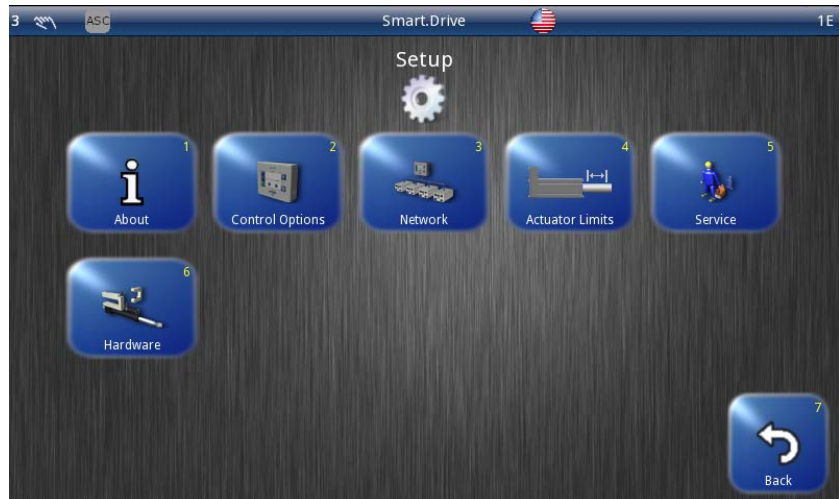 3 ASC Smart.Drive 1E
Setup
1 2 3 4 5
About Control Options Network Actuator Limits Service
6
Hardware
7
Back